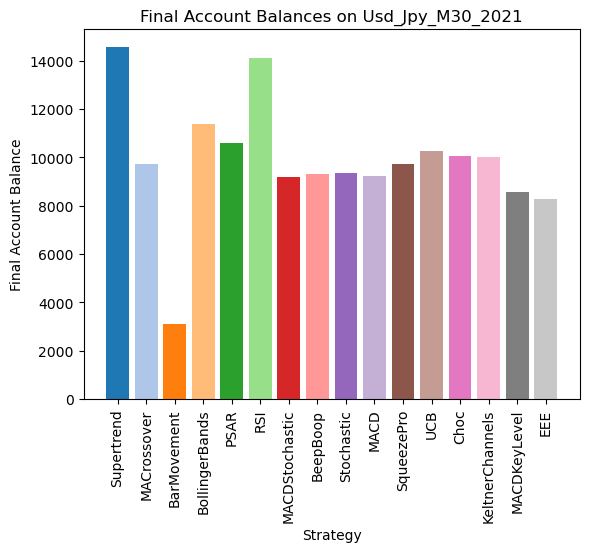 Final Account Balances on Usd_Jpy_M30_2021
Final Account Balance
14000
12000
10000
8000
6000
4000
2000
0
Supertrend
MACrossover
BarMovement
BollingerBands
PSAR
RSI
MACDStochastic
BeepBoop
Stochastic
MACD
SqueezePro
UCB
Choc
KeltnerChannels
MACDKeyLevel
EEE
Strategy